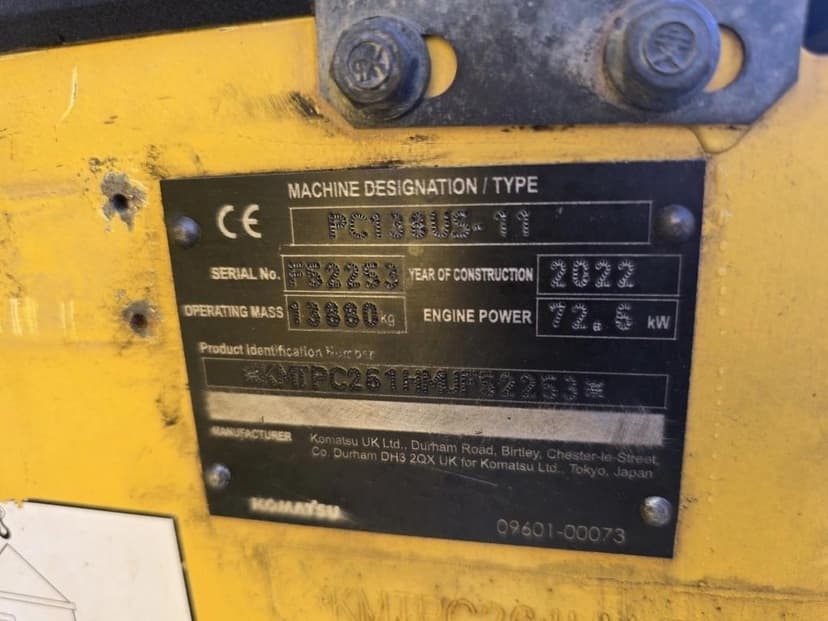 MACHINE DESIGNATION / TYPE
CE
PC138US-11
SERIAL No. F52253 YEAR OF CONSTRUCTION 2022
OPERATING MASS kg ENGINE POWER 72.5 kW
Product Identification Number
MANUFACTURER Komatsu UK Ltd., Durham Road, Birtley, Chester-le-Street,
Co. Durham DH3 2QX UK for Komatsu Ltd., Tokyo, Japan
KOMATSU
09601-00073